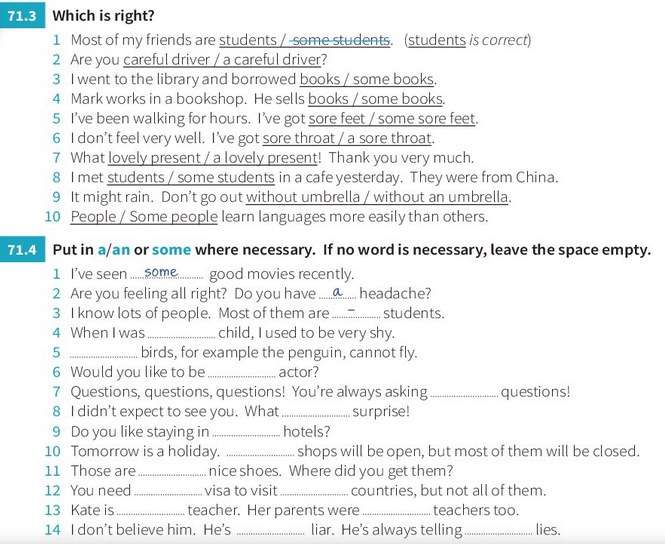 71.3 Which is right?
1 Most of my friends are students / some students. (students is correct)
2 Are you careful driver / a careful driver?
3 I went to the library and borrowed books / some books.
4 Mark works in a bookshop. He sells books / some books.
5 I've been walking for hours. I've got sore feet / some sore feet.
6 I don't feel very well. I've got sore throat / a sore throat.
7 What lovely present / a lovely present! Thank you very much.
8 I met students / some students in a cafe yesterday. They were from China.
9 It might rain. Don't go out without umbrella / without an umbrella.
10 People / Some people learn languages more easily than others.
71.4 Put in a/an or some where necessary. If no word is necessary, leave the space empty.
1 I've seen some good movies recently.
2 Are you feeling all right? Do you have a headache?
3 I know lots of people. Most of them are – students.
4 When I was ............ child, I used to be very shy.
5 ............ birds, for example the penguin, cannot fly.
6 Would you like to be ............ actor?
7 Questions, questions, questions! You're always asking ............ questions!
8 I didn't expect to see you. What ............ surprise!
9 Do you like staying in ............ hotels?
10 Tomorrow is a holiday. ............ shops will be open, but most of them will be closed.
11 Those are ............ nice shoes. Where did you get them?
12 You need ............ visa to visit ............ countries, but not all of them.
13 Kate is ............ teacher. Her parents were ............ teachers too.
14 I don't believe him. He's ............ liar. He's always telling ............ lies.